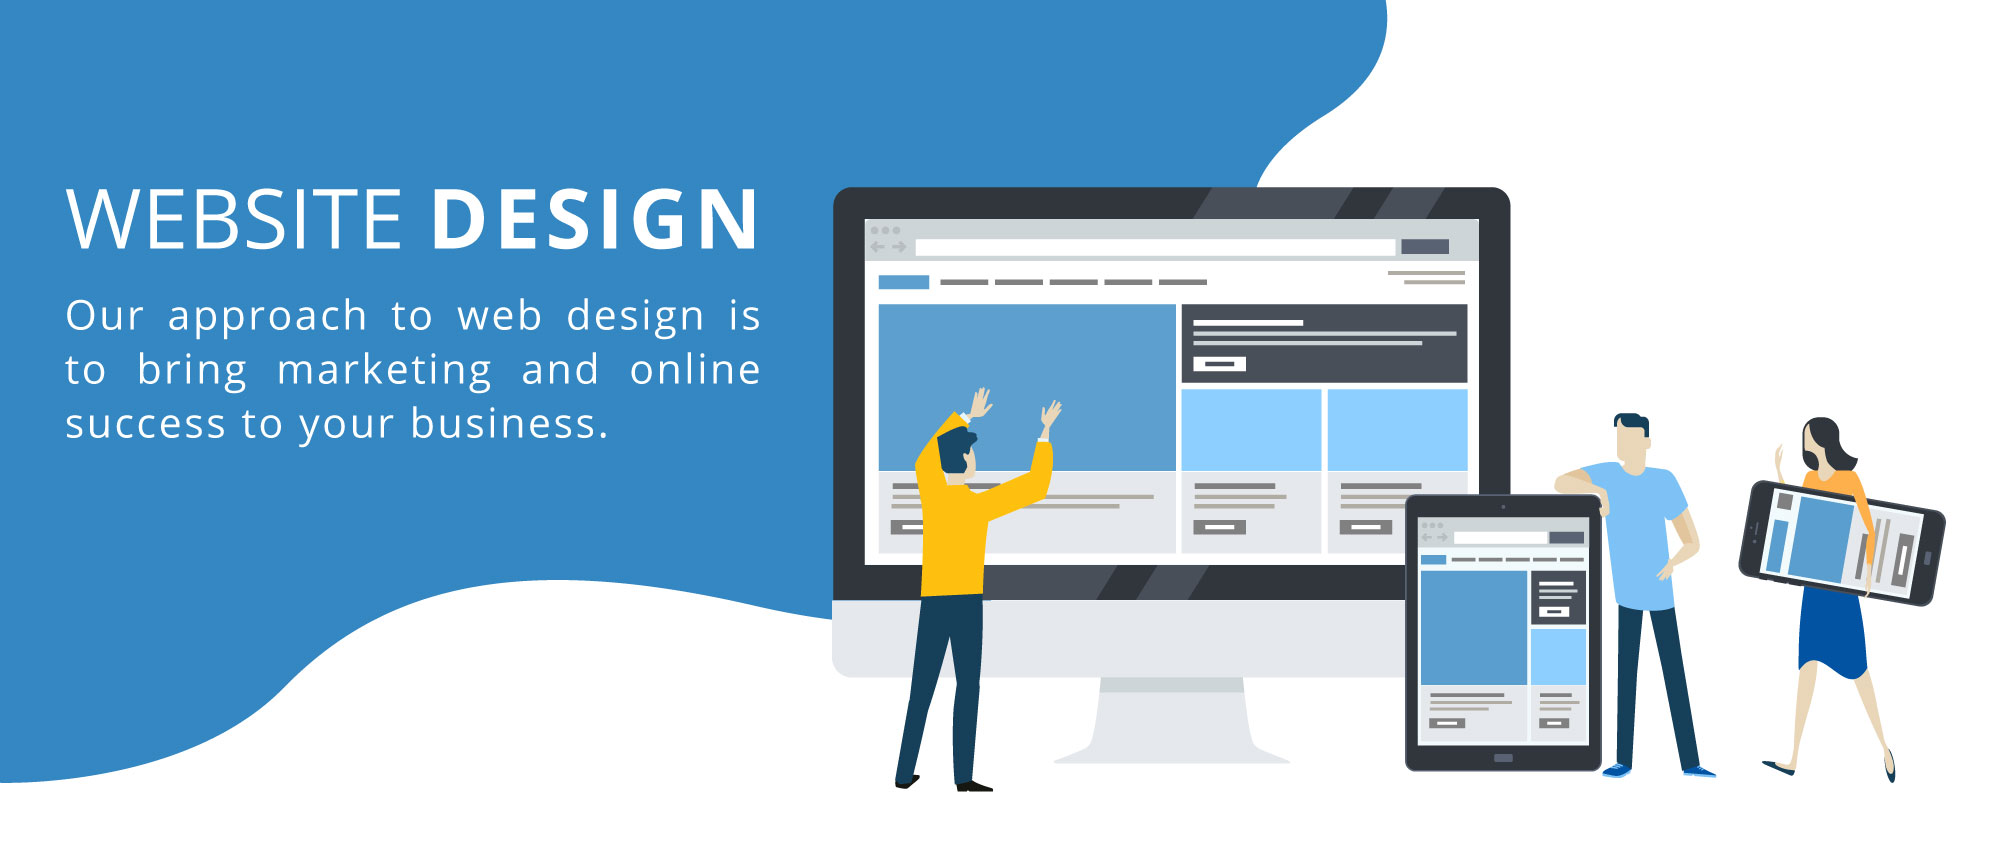 WEBSITE DESIGN
Our approach to web design is
to bring marketing and online
success to your business.